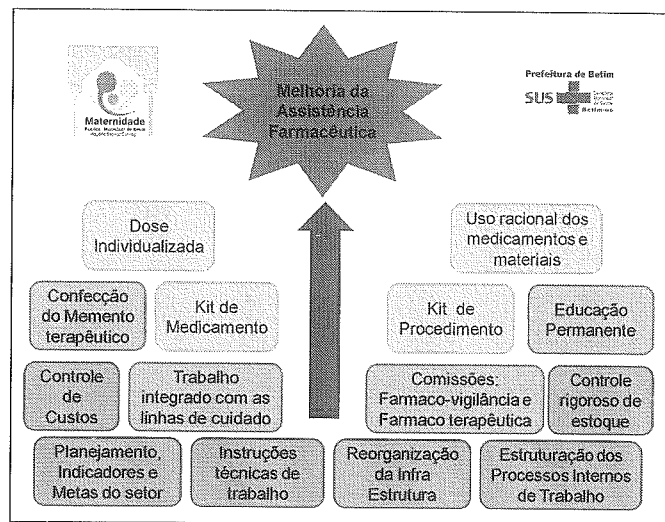 Maternidade
Prefeitura de Betim
SUS
Betim-MG
Melhoria da
Assistência
Farmacêutica
Dose
Individualizada
Uso racional dos
medicamentos e
materiais
Confecção
do Memento
terapêutico
Kit de
Medicamento
Kit de
Procedimento
Educação
Permanente
Controle
de
Custos
Trabalho
integrado com as
linhas de cuidado
Comissões:
Farmaco-vigilância e
Farmaco terapêutica
Controle
rigoroso de
estoque
Planejamento,
Indicadores e
Metas do setor
Instruções
técnicas de
trabalho
Reorganização
da Infra
Estrutura
Estruturação dos
Processos Internos
de Trabalho